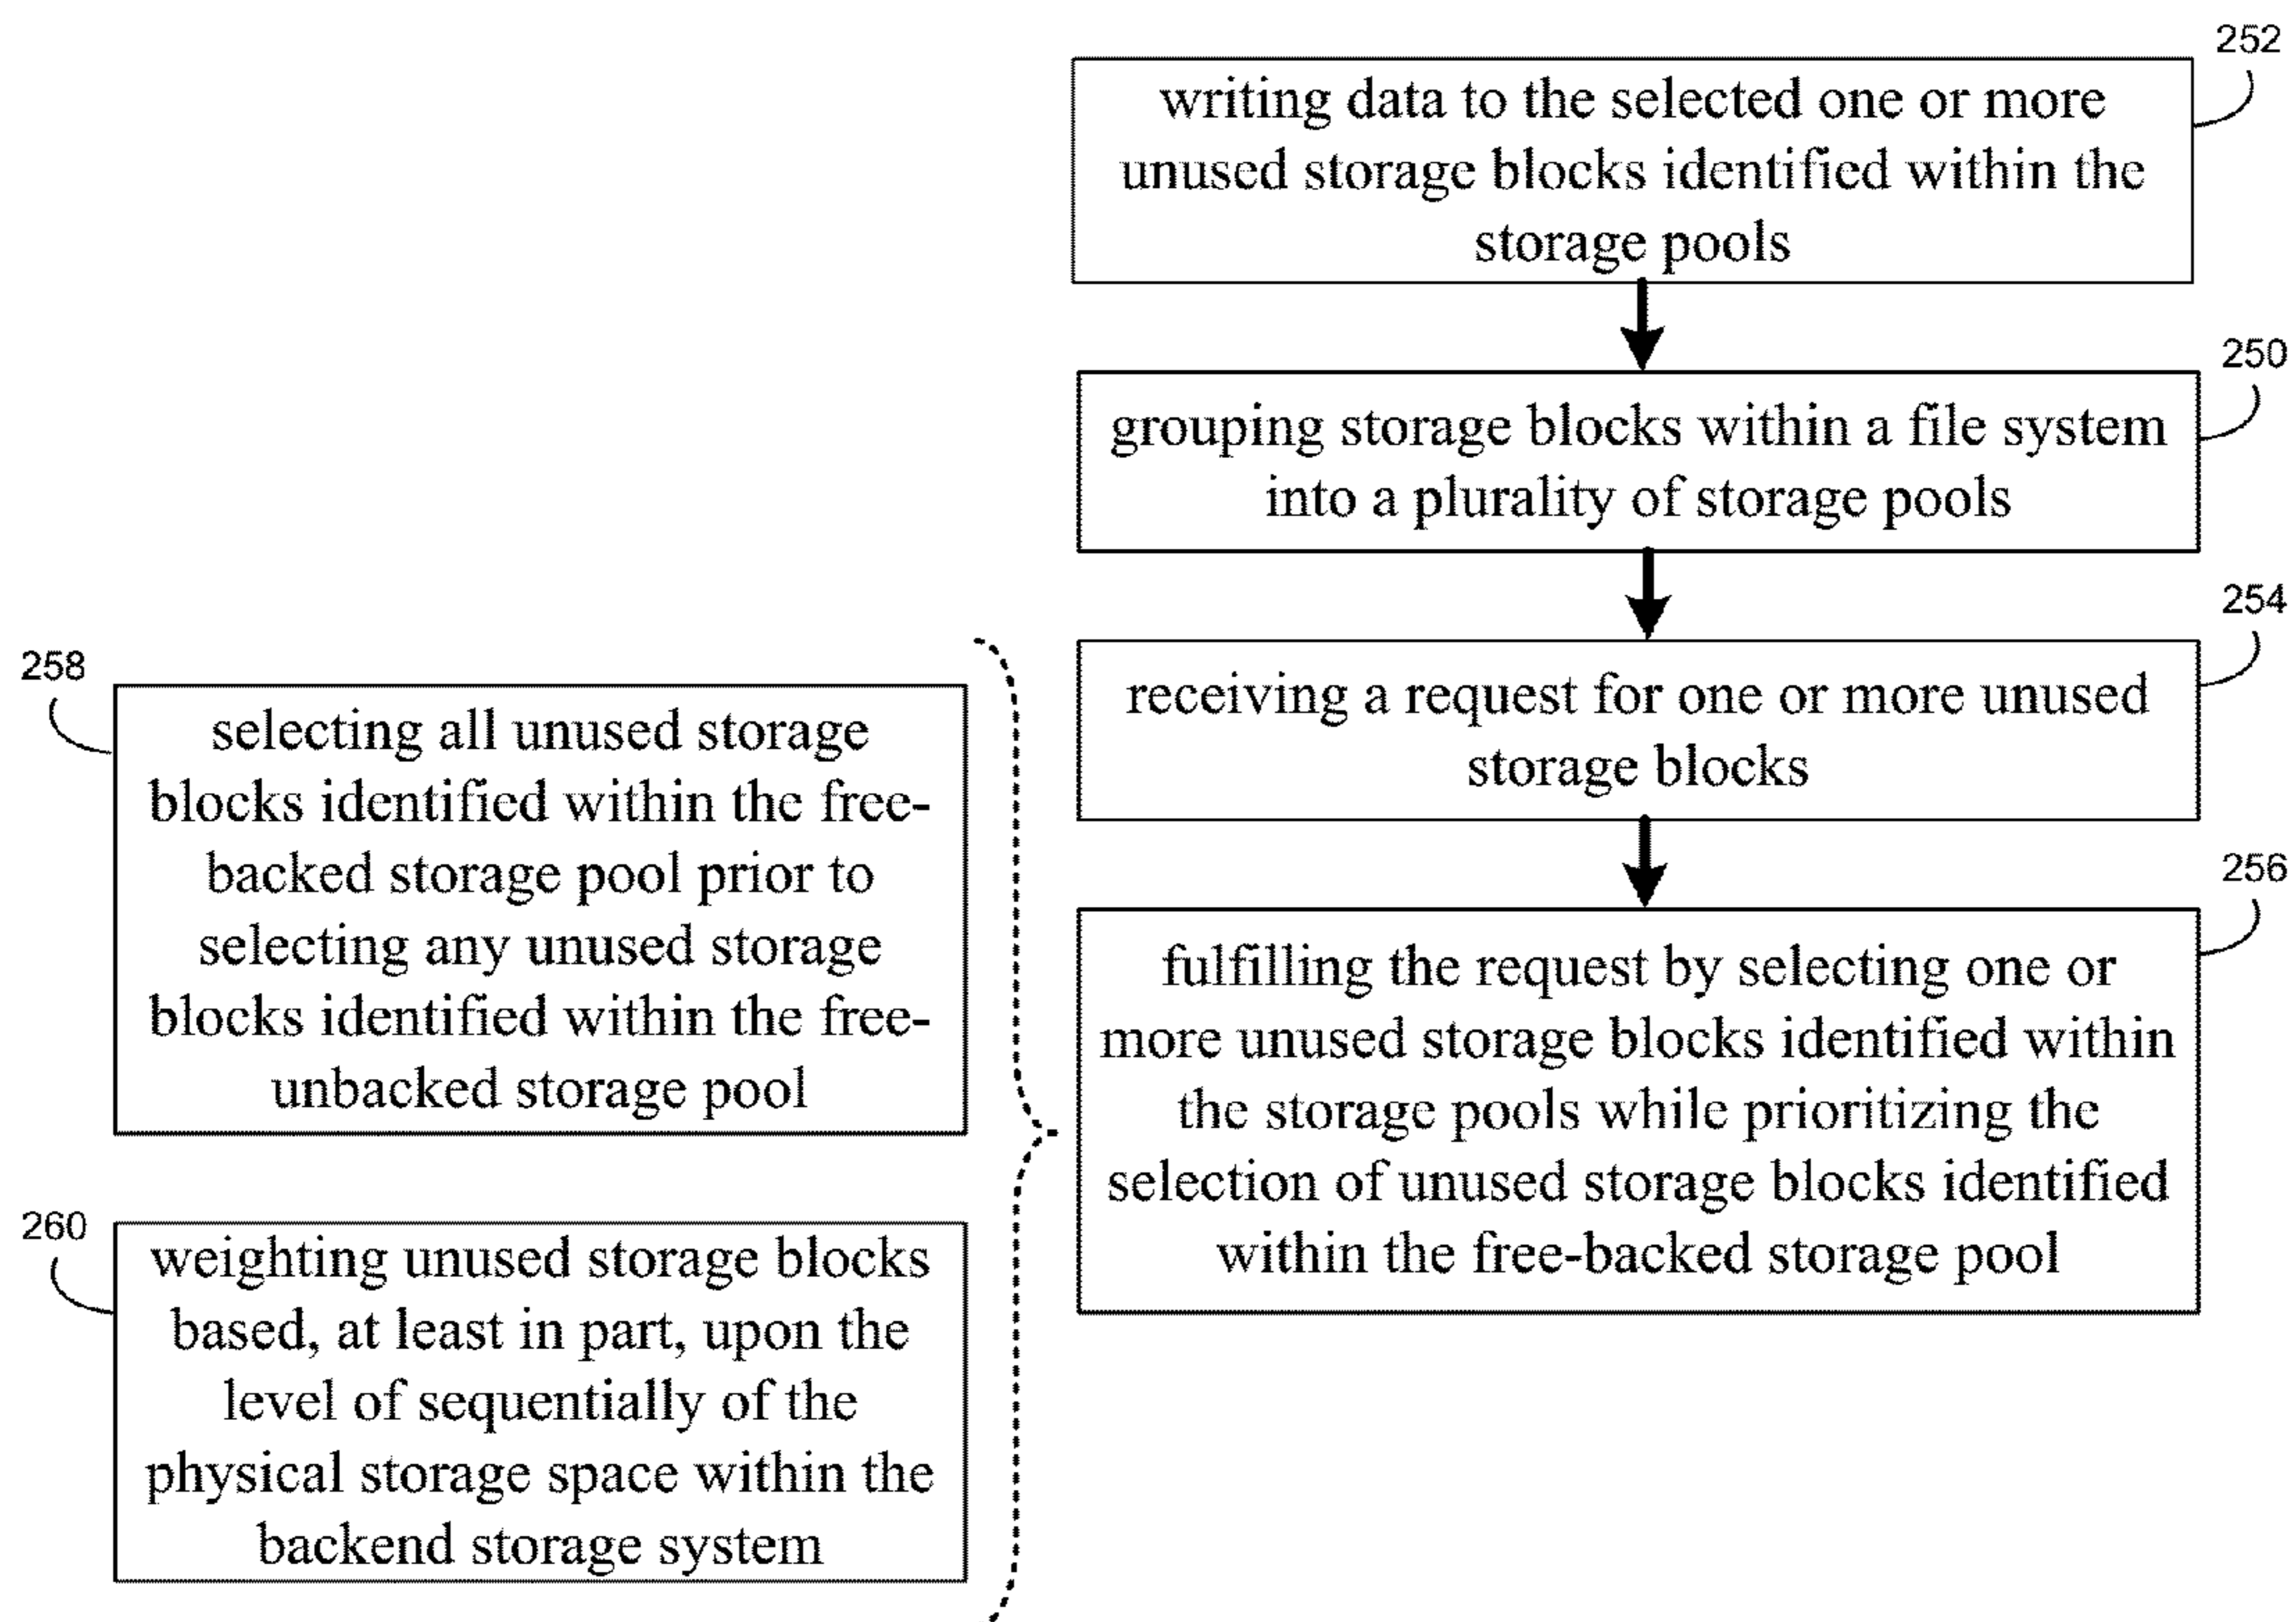 252
writing data to the selected one or more
unused storage blocks identified within the
storage pools
250
grouping storage blocks within a file system
into a plurality of storage pools
254
receiving a request for one or more unused
storage blocks
256
fulfilling the request by selecting one or
more unused storage blocks identified within
the storage pools while prioritizing the
selection of unused storage blocks identified
within the free-backed storage pool
258
selecting all unused storage
blocks identified within the free-
backed storage pool prior to
selecting any unused storage
blocks identified within the free-
unbacked storage pool
260
weighting unused storage blocks
based, at least in part, upon the
level of sequentially of the
physical storage space within the
backend storage system